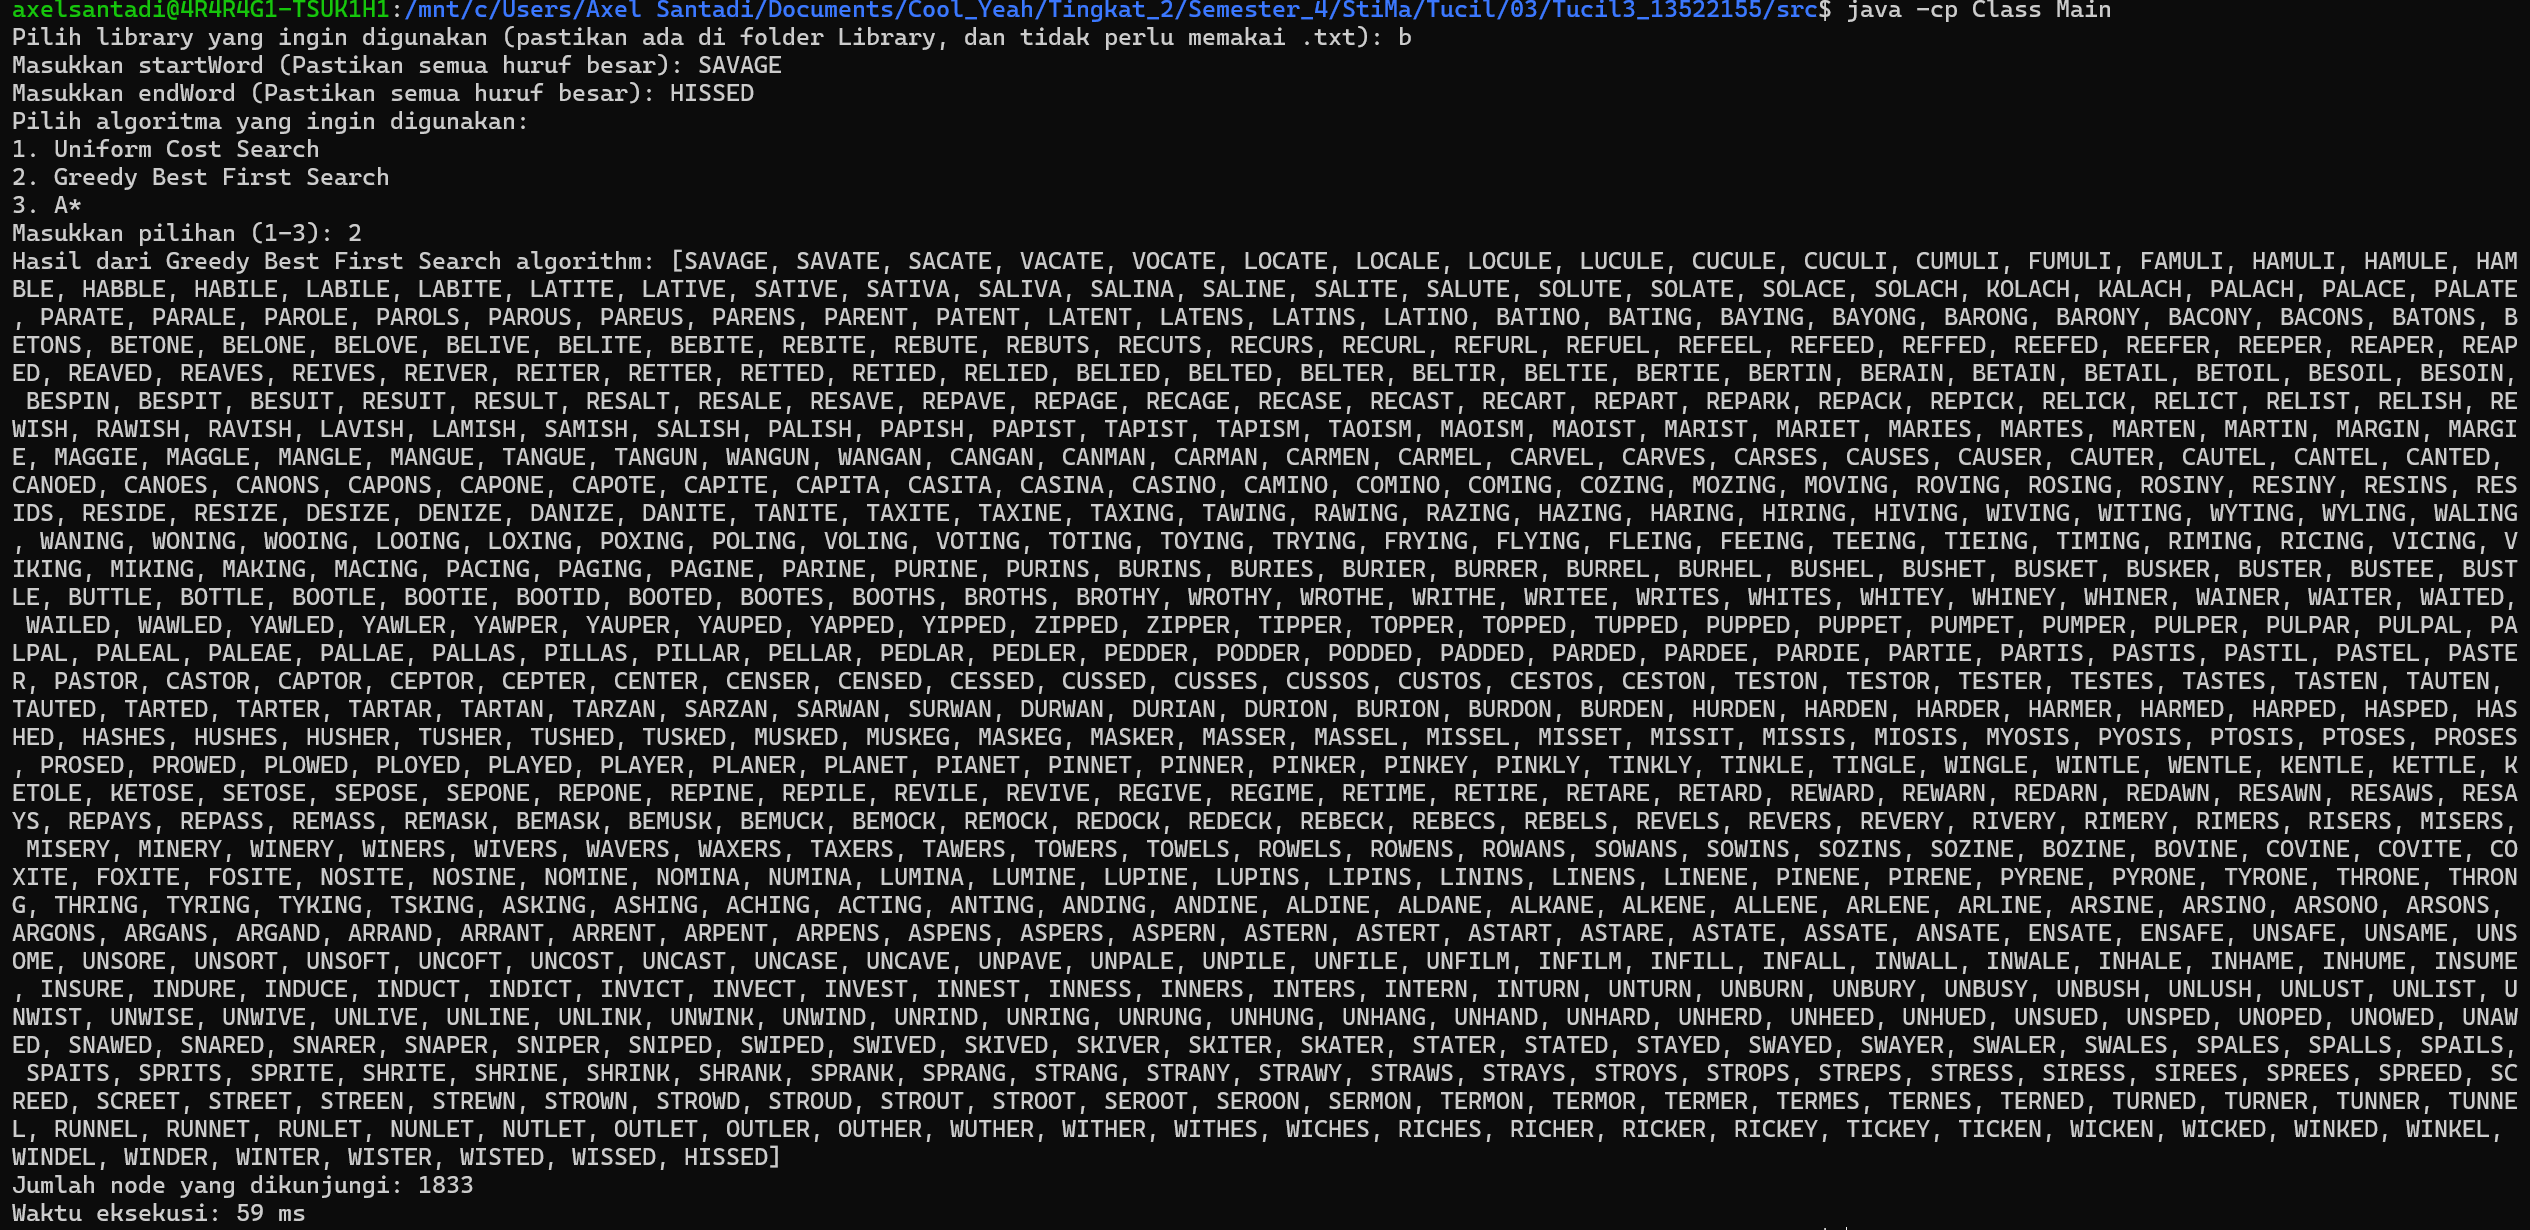 axelsantadi@4R4R4G1-TSUK1H1:/mnt/c/Users/Axel Santadi/Documents/Cool_Yeah/Tingkat_2/Semester_4/StiMa/Tucil/03/Tucil3_13522155/src$ java -cp Class Main
Pilih library yang ingin digunakan (pastikan ada di folder Library, dan tidak perlu memakai .txt): b
Masukkan startWord (Pastikan semua huruf besar): SAVAGE
Masukkan endWord (Pastikan semua huruf besar): HISSED
Pilih algoritma yang ingin digunakan:
1. Uniform Cost Search
2. Greedy Best First Search
3. A*
Masukkan pilihan (1-3): 2
Hasil dari Greedy Best First Search algorithm: [SAVAGE, SAVATE, SACATE, VACATE, VOCATE, LOCATE, LOCALE, LOCULE, LUCULE, CUCULE, CUCULI, CUMULI, FUMULI, FAMULI, HAMULI, HAMULE, HAM
BLE, HABBLE, HABILE, LABILE, LABITE, LATITE, LATIVE, SATIVE, SATIVA, SALIVA, SALINA, SALINE, SALITE, SALUTE, SOLUTE, SOLATE, SOLACE, SOLACH, KOLACH, KALACH, PALACH, PALACE, PALATE
, PARATE, PARALE, PAROLE, PAROLS, PAROUS, PAREUS, PARENS, PARENT, PATENT, LATENT, LATENS, LATINS, LATINO, BATINO, BATING, BAYING, BAYONG, BARONG, BARONY, BACONY, BACONS, BATONS, B
ETONS, BETONE, BELONE, BELOVE, BELIVE, BELITE, BEBITE, REBITE, REBUTE, REBUTS, RECUTS, RECURS, RECURL, REFURL, REFUEL, REFEEL, REFEED, REFFED, REEFED, REEFER, REEPER, REAPER, REAP
ED, REAVED, REAVES, REIVES, REIVER, REITER, RETTER, RETTED, RETIED, RELIED, BELIED, BELTED, BELTER, BELTIR, BELTIE, BERTIE, BERTIN, BERAIN, BETAIN, BETAIL, BETOIL, BESOIL, BESOIN,
 BESPIN, BESPIT, BESUIT, RESUIT, RESULT, RESALT, RESALE, RESAVE, REPAVE, REPAGE, RECAGE, RECASE, RECAST, RECART, REPART, REPARK, REPACK, REPICK, RELICK, RELICT, RELIST, RELISH, RE
WISH, RAWISH, RAVISH, LAVISH, LAMISH, SAMISH, SALISH, PALISH, PAPISH, PAPIST, TAPIST, TAPISM, TAOISM, MAOISM, MAOIST, MARIST, MARIET, MARIES, MARTES, MARTEN, MARTIN, MARGIN, MARGI
E, MAGGIE, MAGGLE, MANGLE, MANGUE, TANGUE, TANGUN, WANGUN, WANGAN, CANGAN, CANMAN, CARMAN, CARMEN, CARMEL, CARVEL, CARVES, CARSES, CAUSES, CAUSER, CAUTER, CAUTEL, CANTEL, CANTED,
CANOED, CANOES, CANONS, CAPONS, CAPONE, CAPOTE, CAPITE, CAPITA, CASITA, CASINA, CASINO, CAMINO, COMINO, COMING, COZING, MOZING, MOVING, ROVING, ROSING, ROSINY, RESINY, RESINS, RES
IDS, RESIDE, RESIZE, DESIZE, DENIZE, DANIZE, DANITE, TANITE, TAXITE, TAXINE, TAXING, TAWING, RAWING, RAZING, HAZING, HARING, HIRING, HIVING, WIVING, WITING, WYTING, WYLING, WALING
, WANING, WONING, WOOING, LOOING, LOXING, POXING, POLING, VOLING, VOTING, TOTING, TOYING, TRYING, FRYING, FLYING, FLEING, FEEING, TEEING, TIEING, TIMING, RIMING, RICING, VICING, V
IKING, MIKING, MAKING, MACING, PACING, PAGING, PAGINE, PARINE, PURINE, PURINS, BURINS, BURIES, BURIER, BURRER, BURREL, BURHEL, BUSHEL, BUSHET, BUSKET, BUSKER, BUSTER, BUSTEE, BUST
LE, BUTTLE, BOTTLE, BOOTLE, BOOTIE, BOOTID, BOOTED, BOOTES, BOOTHS, BROTHS, BROTHY, WROTHY, WROTHE, WRITHE, WRITEE, WRITES, WHITES, WHITEY, WHINEY, WHINER, WAINER, WAITER, WAITED,
 WAILED, WAWLED, YAWLED, YAWLER, YAWPER, YAUPER, YAUPED, YAPPED, YIPPED, ZIPPED, ZIPPER, TIPPER, TOPPER, TOPPED, TUPPED, PUPPED, PUPPET, PUMPET, PUMPER, PULPER, PULPAR, PULPAL, PA
LPAL, PALEAL, PALEAE, PALLAE, PALLAS, PILLAS, PILLAR, PELLAR, PEDLAR, PEDLER, PEDDER, PODDER, PODDED, PADDED, PARDED, PARDEE, PARDIE, PARTIE, PARTIS, PASTIS, PASTIL, PASTEL, PASTE
R, PASTOR, CASTOR, CAPTOR, CEPTOR, CEPTER, CENTER, CENSER, CENSED, CESSED, CUSSED, CUSSES, CUSSOS, CUSTOS, CESTOS, CESTON, TESTON, TESTOR, TESTER, TESTES, TASTES, TASTEN, TAUTEN,
TAUTED, TARTED, TARTER, TARTAR, TARTAN, TARZAN, SARZAN, SARWAN, SURWAN, DURWAN, DURIAN, DURION, BURION, BURDON, BURDEN, HURDEN, HARDEN, HARDER, HARMER, HARMED, HARPED, HASPED, HAS
HED, HASHES, HUSHES, HUSHER, TUSHER, TUSHED, TUSKED, MUSKED, MUSKEG, MASKEG, MASKER, MASSER, MASSEL, MISSEL, MISSET, MISSIT, MISSIS, MIOSIS, MYOSIS, PYOSIS, PTOSIS, PTOSES, PROSES
, PROSED, PROWED, PLOWED, PLOYED, PLAYED, PLAYER, PLANER, PLANET, PIANET, PINNET, PINNER, PINKER, PINKEY, PINKLY, TINKLY, TINKLE, TINGLE, WINGLE, WINTLE, WENTLE, KENTLE, KETTLE, K
ETOLE, KETOSE, SETOSE, SEPOSE, SEPONE, REPONE, REPINE, REPILE, REVILE, REVIVE, REGIVE, REGIME, RETIME, RETIRE, RETARE, RETARD, REWARD, REWARN, REDARN, REDAWN, RESAWN, RESAWS, RESA
YS, REPAYS, REPASS, REMASS, REMASK, BEMASK, BEMUSK, BEMUCK, BEMOCK, REMOCK, REDOCK, REDECK, REBECK, REBECS, REBELS, REVELS, REVERS, REVERY, RIVERY, RIMERY, RIMERS, RISERS, MISERS,
 MISERY, MINERY, WINERY, WINERS, WIVERS, WAVERS, WAXERS, TAXERS, TAWERS, TOWERS, TOWELS, ROWELS, ROWENS, ROWANS, SOWANS, SOWINS, SOZINS, SOZINE, BOZINE, BOVINE, COVINE, COVITE, CO
XITE, FOXITE, FOSITE, NOSITE, NOSINE, NOMINE, NOMINA, NUMINA, LUMINA, LUMINE, LUPINE, LUPINS, LIPINS, LININS, LINENS, LINENE, PINENE, PIRENE, PYRENE, PYRONE, TYRONE, THRONE, THRON
G, THRING, TYRING, TYKING, TSKING, ASKING, ASHING, ACHING, ACTING, ANTING, ANDING, ANDINE, ALDINE, ALDANE, ALKANE, ALKENE, ALLENE, ARLENE, ARLINE, ARSINE, ARSINO, ARSONO, ARSONS,
ARGONS, ARGANS, ARGAND, ARRAND, ARRANT, ARRENT, ARPENT, ARPENS, ASPENS, ASPERS, ASPERN, ASTERN, ASTERT, ASTART, ASTARE, ASTATE, ASSATE, ANSATE, ENSATE, ENSAFE, UNSAFE, UNSAME, UNS
OME, UNSORE, UNSORT, UNSOFT, UNCOFT, UNCOST, UNCAST, UNCASE, UNCAVE, UNPAVE, UNPALE, UNPILE, UNFILE, UNFILM, INFILM, INFILL, INFALL, INWALL, INWALE, INHALE, INHAME, INHUME, INSUME
, INSURE, INDURE, INDUCE, INDUCT, INDICT, INVICT, INVECT, INVEST, INNEST, INNESS, INNERS, INTERS, INTERN, INTURN, UNTURN, UNBURN, UNBURY, UNBUSY, UNBUSH, UNLUSH, UNLUST, UNLIST, U
NWIST, UNWISE, UNWIVE, UNLIVE, UNLINE, UNLINK, UNWINK, UNWIND, UNRIND, UNRING, UNRUNG, UNHUNG, UNHANG, UNHAND, UNHARD, UNHERD, UNHEED, UNHUED, UNSUED, UNSPED, UNOPED, UNOWED, UNAW
ED, SNAWED, SNARED, SNARER, SNAPER, SNIPER, SNIPED, SWIPED, SWIVED, SKIVED, SKIVER, SKITER, SKATER, STATER, STATED, STAYED, SWAYED, SWAYER, SWALER, SWALES, SPALES, SPALLS, SPAILS,
 SPAITS, SPRITS, SPRITE, SHRITE, SHRINE, SHRINK, SHRANK, SPRANK, SPRANG, STRANG, STRANY, STRAWY, STRAWS, STRAYS, STROYS, STROPS, STREPS, STRESS, SIRESS, SIREES, SPREES, SPREED, SC
REED, SCREET, STREET, STREEN, STREWN, STROWN, STROWD, STROUD, STROUT, STROOT, SEROOT, SEROON, SERMON, TERMON, TERMOR, TERMER, TERMES, TERNES, TERNED, TURNED, TURNER, TUNNER, TUNNE
L, RUNNEL, RUNNET, RUNLET, NUNLET, NUTLET, OUTLET, OUTLER, OUTHER, WUTHER, WITHER, WITHES, WICHES, RICHES, RICHER, RICKER, RICKEY, TICKEY, TICKEN, WICKEN, WICKED, WINKED, WINKEL,
WINDEL, WINDER, WINTER, WISTER, WISTED, WISSED, HISSED]
Jumlah node yang dikunjungi: 1833
Waktu eksekusi: 59 ms